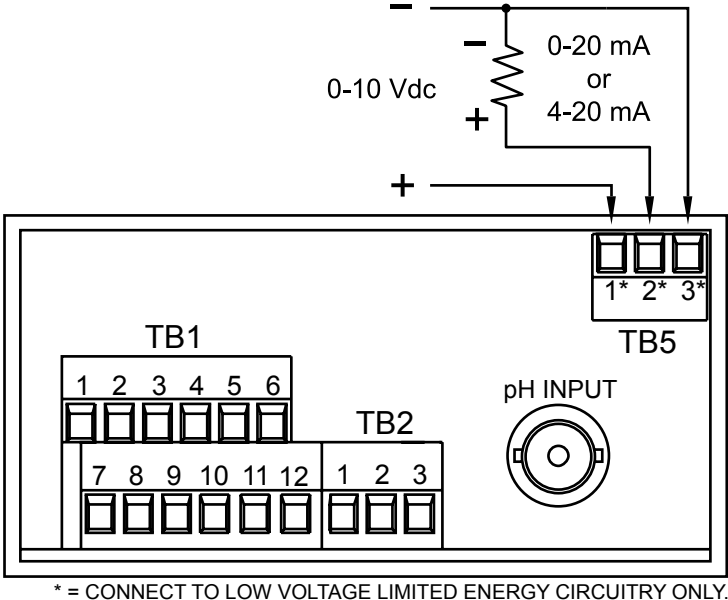 −
− 0-20 mA
0-10 Vdc or
+ 4-20 mA
+
1* 2* 3*
TB5
TB1
1 2 3 4 5 6
pH INPUT
TB2
7 8 9 10 11 12 1 2 3
* = CONNECT TO LOW VOLTAGE LIMITED ENERGY CIRCUITRY ONLY.